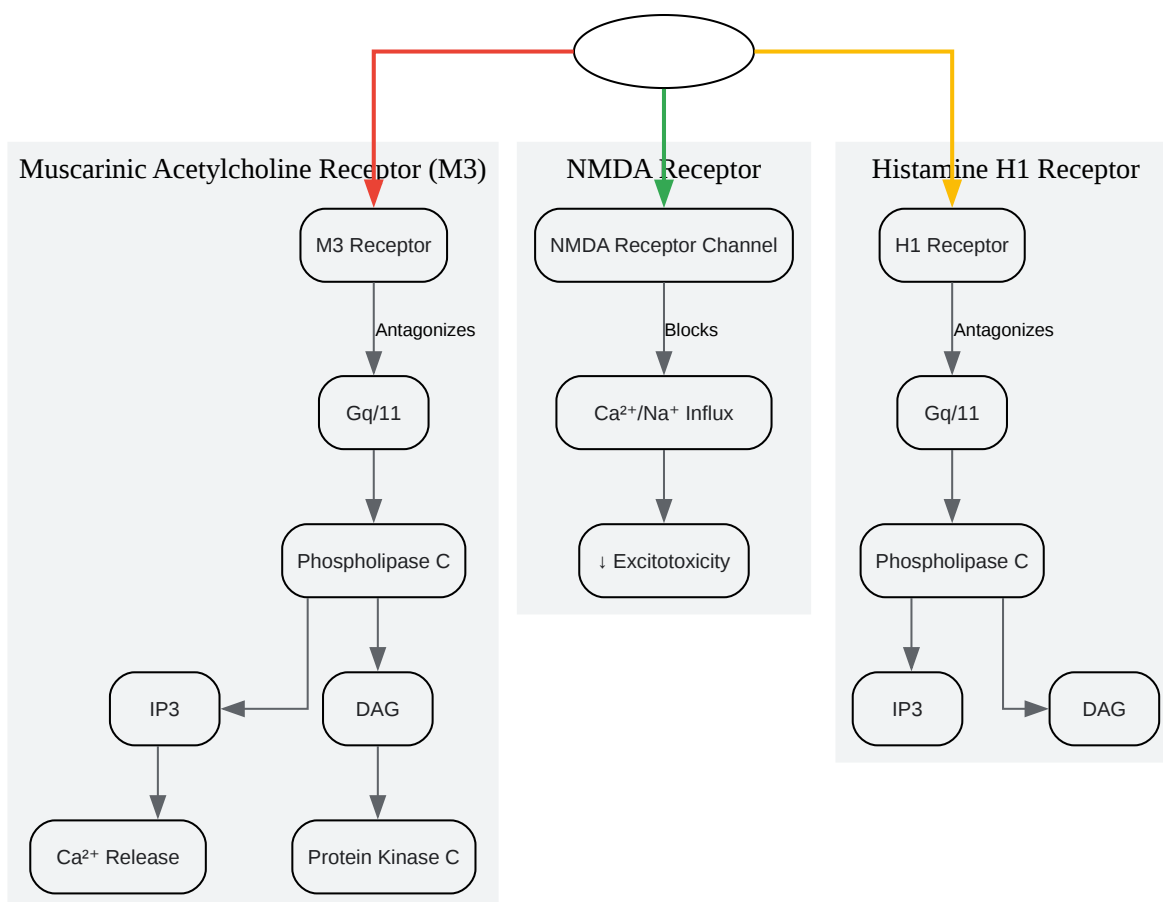 Muscarinic Acetylcholine Receptor (M3)
M3 Receptor
Antagonizes
Gq/11
Phospholipase C
IP3
DAG
Ca²⁺ Release
Protein Kinase C
NMDA Receptor
NMDA Receptor Channel
Blocks
Ca²⁺/Na⁺ Influx
↓ Excitotoxicity
Histamine H1 Receptor
H1 Receptor
Antagonizes
Gq/11
Phospholipase C
IP3
DAG